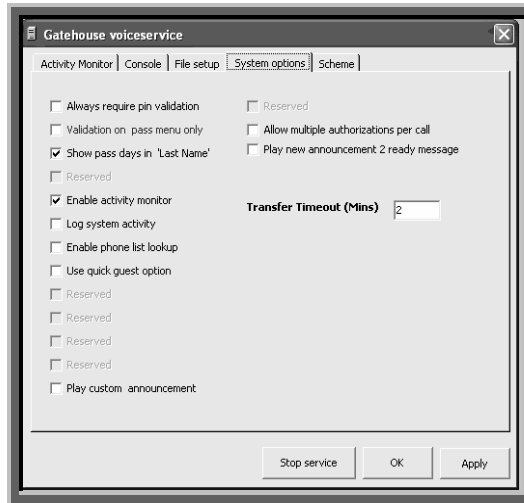 Gatehouse voiceservice
Activity Monitor Console File setup System options Scheme
Always require pin validation
Validation on pass menu only
Show pass days in 'Last Name'
Reserved
Enable activity monitor
Log system activity
Enable phone list lookup
Use quick guest option
Reserved
Reserved
Reserved
Reserved
Play custom announcement
Reserved
Allow multiple authorizations per call
Play new announcement 2 ready message
Transfer Timeout (Mins) 2
Stop service OK Apply